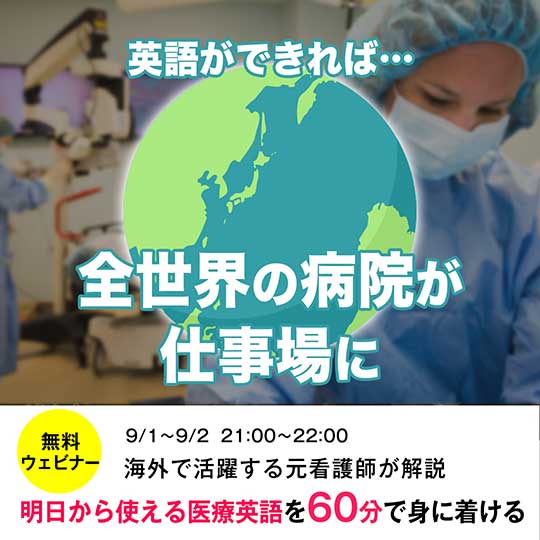 英語ができれば…
全世界の病院が
仕事場に
無料
ウェビナー
9/1~9/2 21:00~22:00
海外で活躍する元看護師が解説
明日から使える医療英語を60分で身に着ける